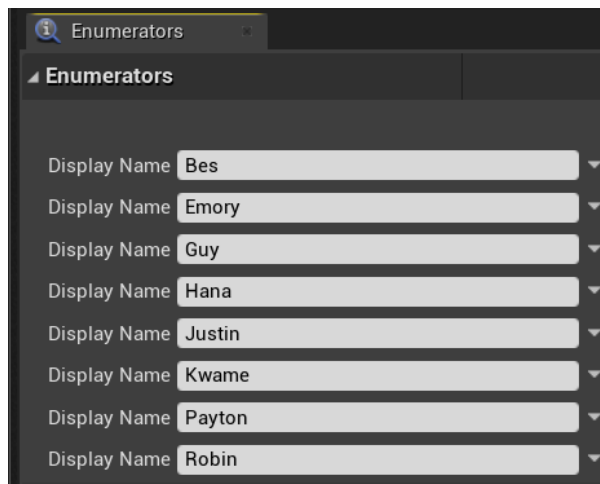 Enumerators
Enumerators
Display Name Bes
Display Name Emory
Display Name Guy
Display Name Hana
Display Name Justin
Display Name Kwame
Display Name Payton
Display Name Robin